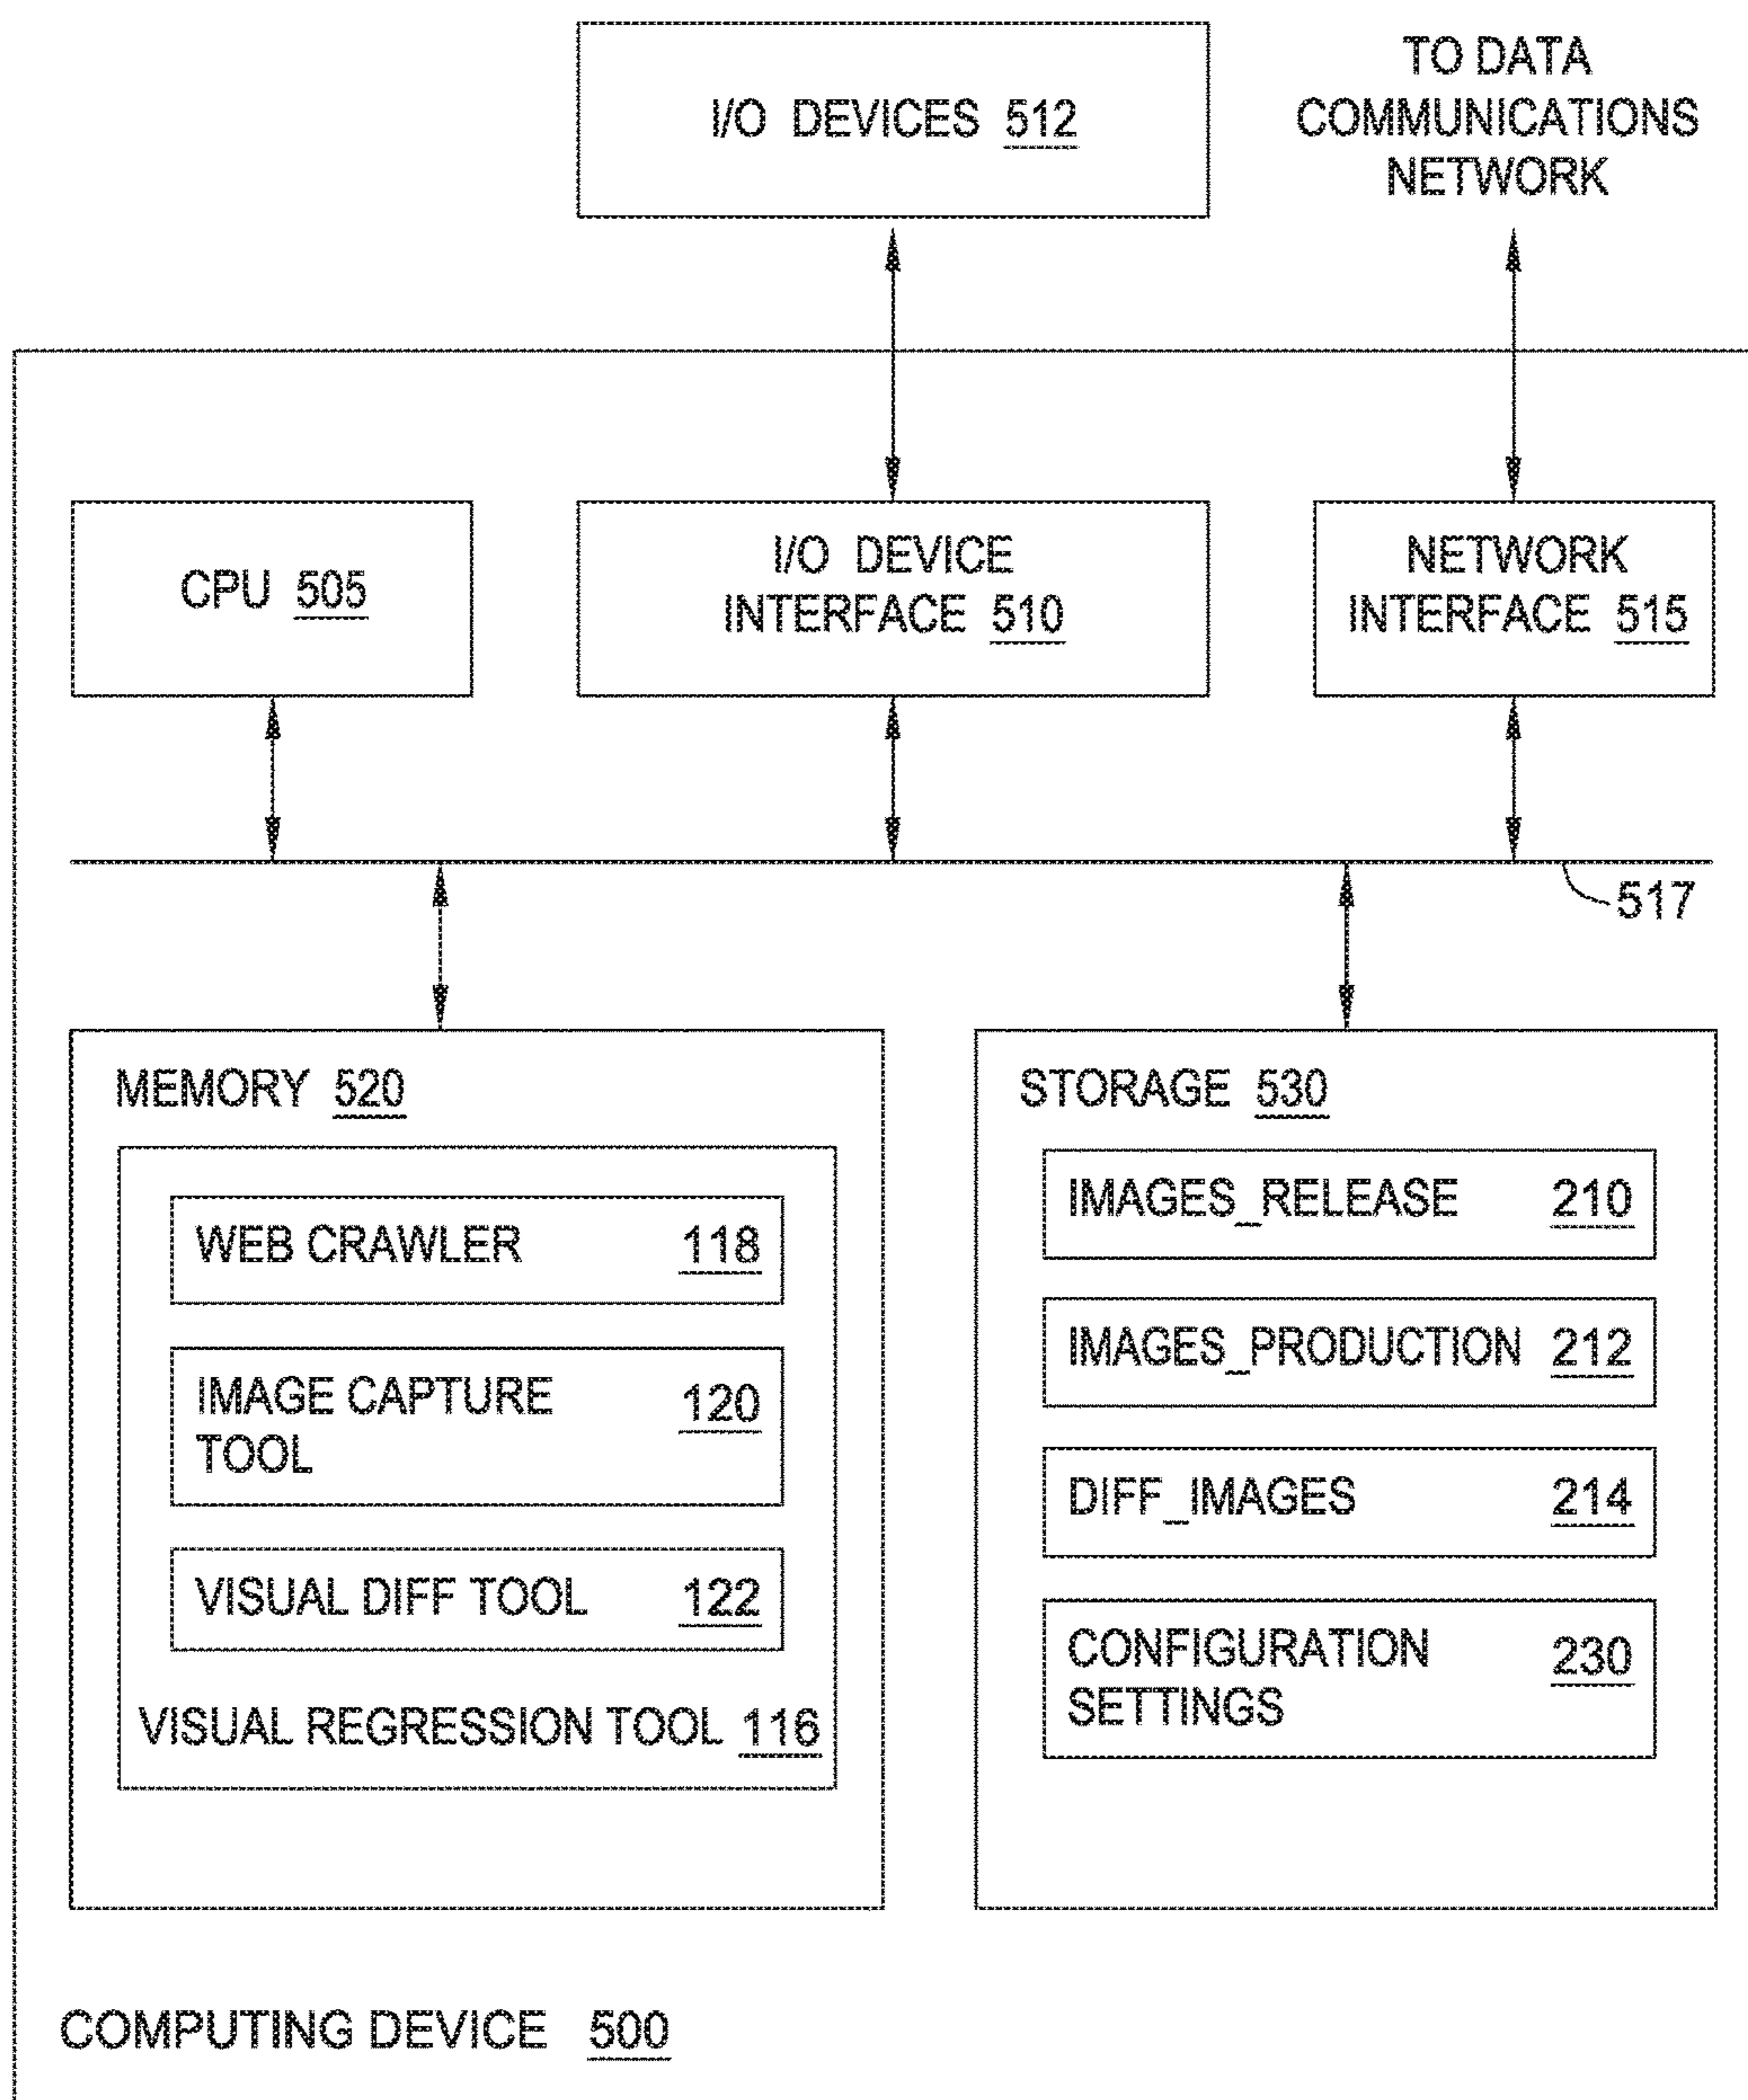 I/O DEVICES 512
TO DATA
COMMUNICATIONS
NETWORK
CPU 505
I/O DEVICE
INTERFACE 510
NETWORK
INTERFACE 515
517
MEMORY 520
WEB CRAWLER 118
IMAGE CAPTURE 120
TOOL
VISUAL DIFF TOOL 122
VISUAL REGRESSION TOOL 116
STORAGE 530
IMAGES_RELEASE 210
IMAGES_PRODUCTION 212
DIFF_IMAGES 214
CONFIGURATION 230
SETTINGS
COMPUTING DEVICE 500